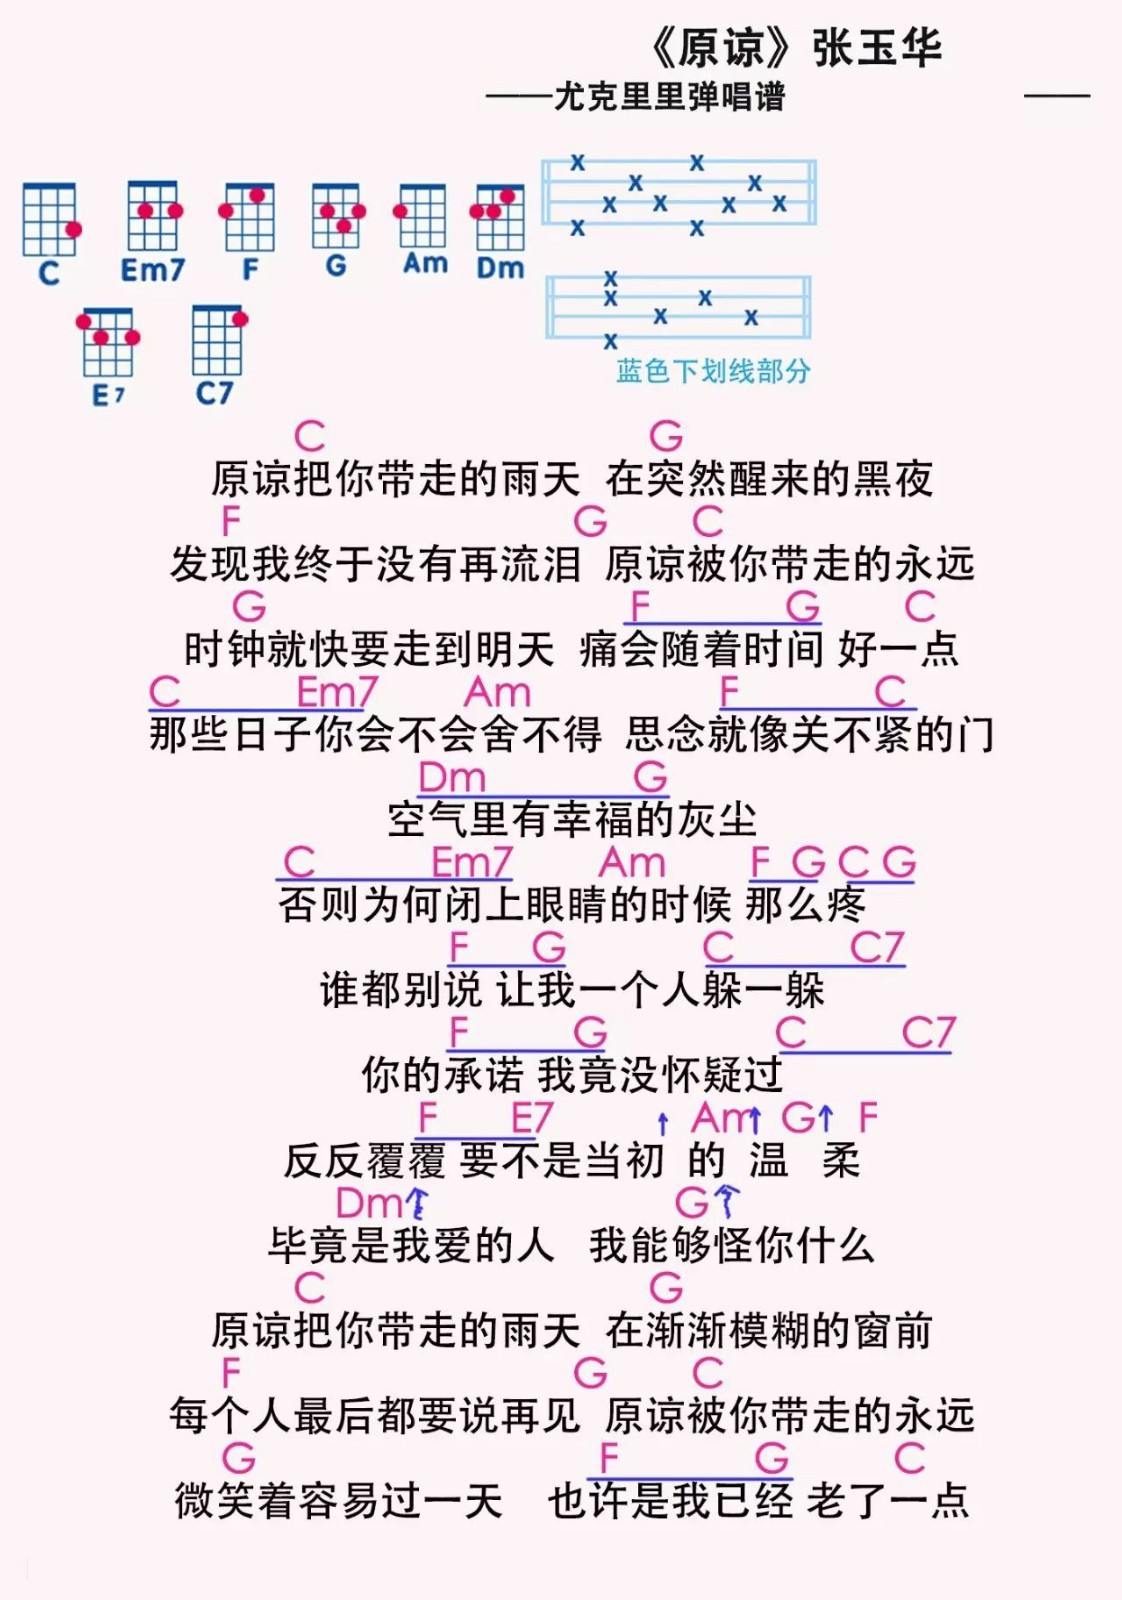 《原谅》张玉华
——尤克里里弹唱谱 ——
C Em7 F G Am Dm
E7 C7
蓝色下划线部分
C G
原谅把你带走的雨天 在突然醒来的黑夜
F G C
发现我终于没有再流泪 原谅被你带走的永远
G F G C
时钟就快要走到明天 痛会随着时间 好一点
C Em7 Am F C
那些日子你会不会舍不得 思念就像关不紧的门
Dm G
空气里有幸福的灰尘
C Em7 Am F G C G
否则为何闭上眼睛的时候 那么疼
F G C C7
谁都别说 让我一个人躲一躲
F G C C7
你的承诺 我竟没怀疑过
F E7 ↑ Am↑ G↑ F
反反覆覆 要不是当初 的 温 柔
Dm↑ G↑
毕竟是我爱的人 我能够怪你什么
C G
原谅把你带走的雨天 在渐渐模糊的窗前
F G C
每个人最后都要说再见 原谅被你带走的永远
G F G C
微笑着容易过一天 也许是我已经 老了一点